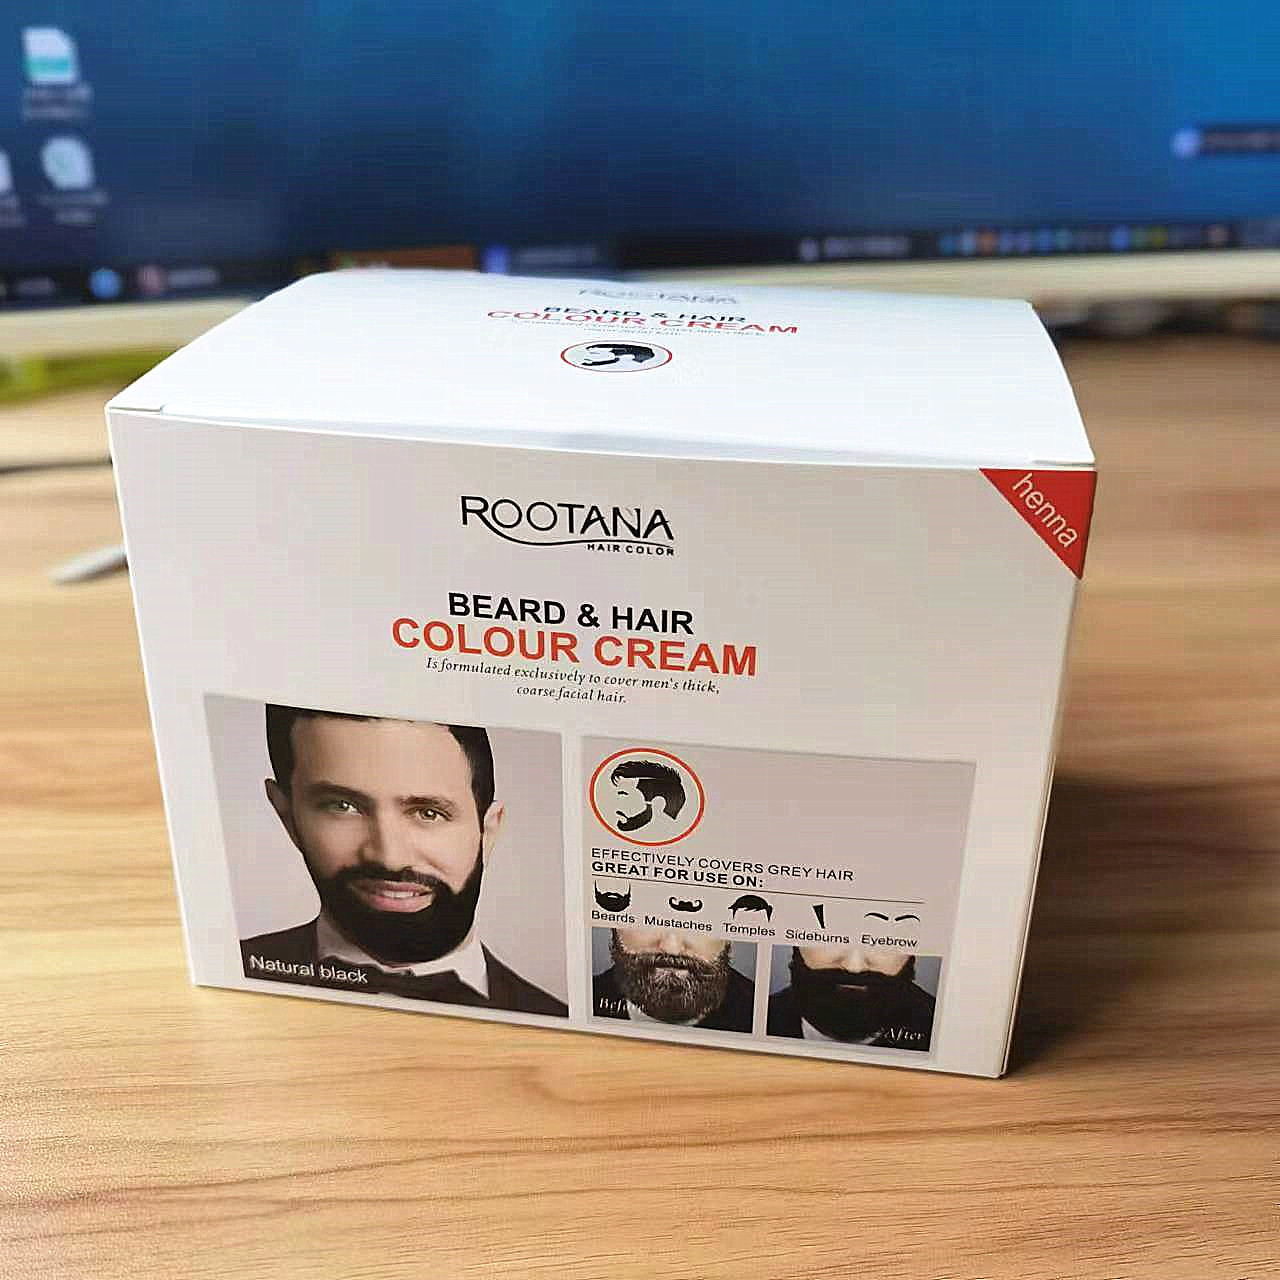 ROOTANA
BEARD & HAIR
COLOUR CREAM
henna
ROOTANA
HAIR COLOR
BEARD & HAIR
COLOUR CREAM
Is formulated exclusively to cover men's thick,
coarse facial hair.
Natural black
EFFECTIVELY COVERS GREY HAIR
GREAT FOR USE ON:
Beards Mustaches Temples Sideburns Eyebrow
Before
After